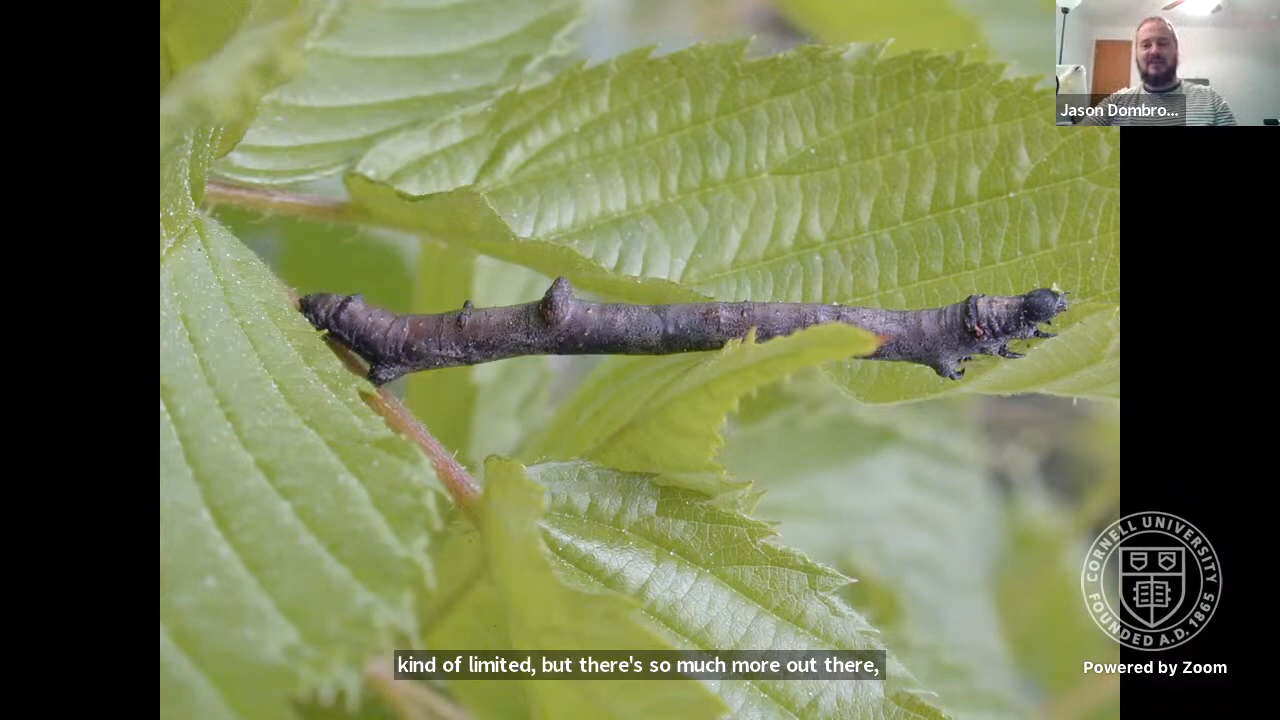 Jason Dombro...
CORNELL UNIVERSITY
FOUNDED A.D. 1865
Powered by Zoom
kind of limited, but there's so much more out there,